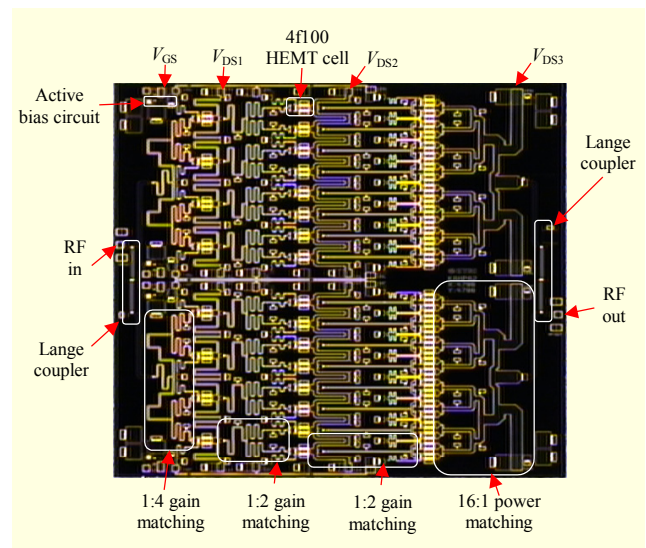 4f100
HEMT cell
VGS
VDS1
VDS2
VDS3
Active
bias circuit
Lange
coupler
RF
in
RF
out
Lange
coupler
1:4 gain
matching
1:2 gain
matching
1:2 gain
matching
16:1 power
matching